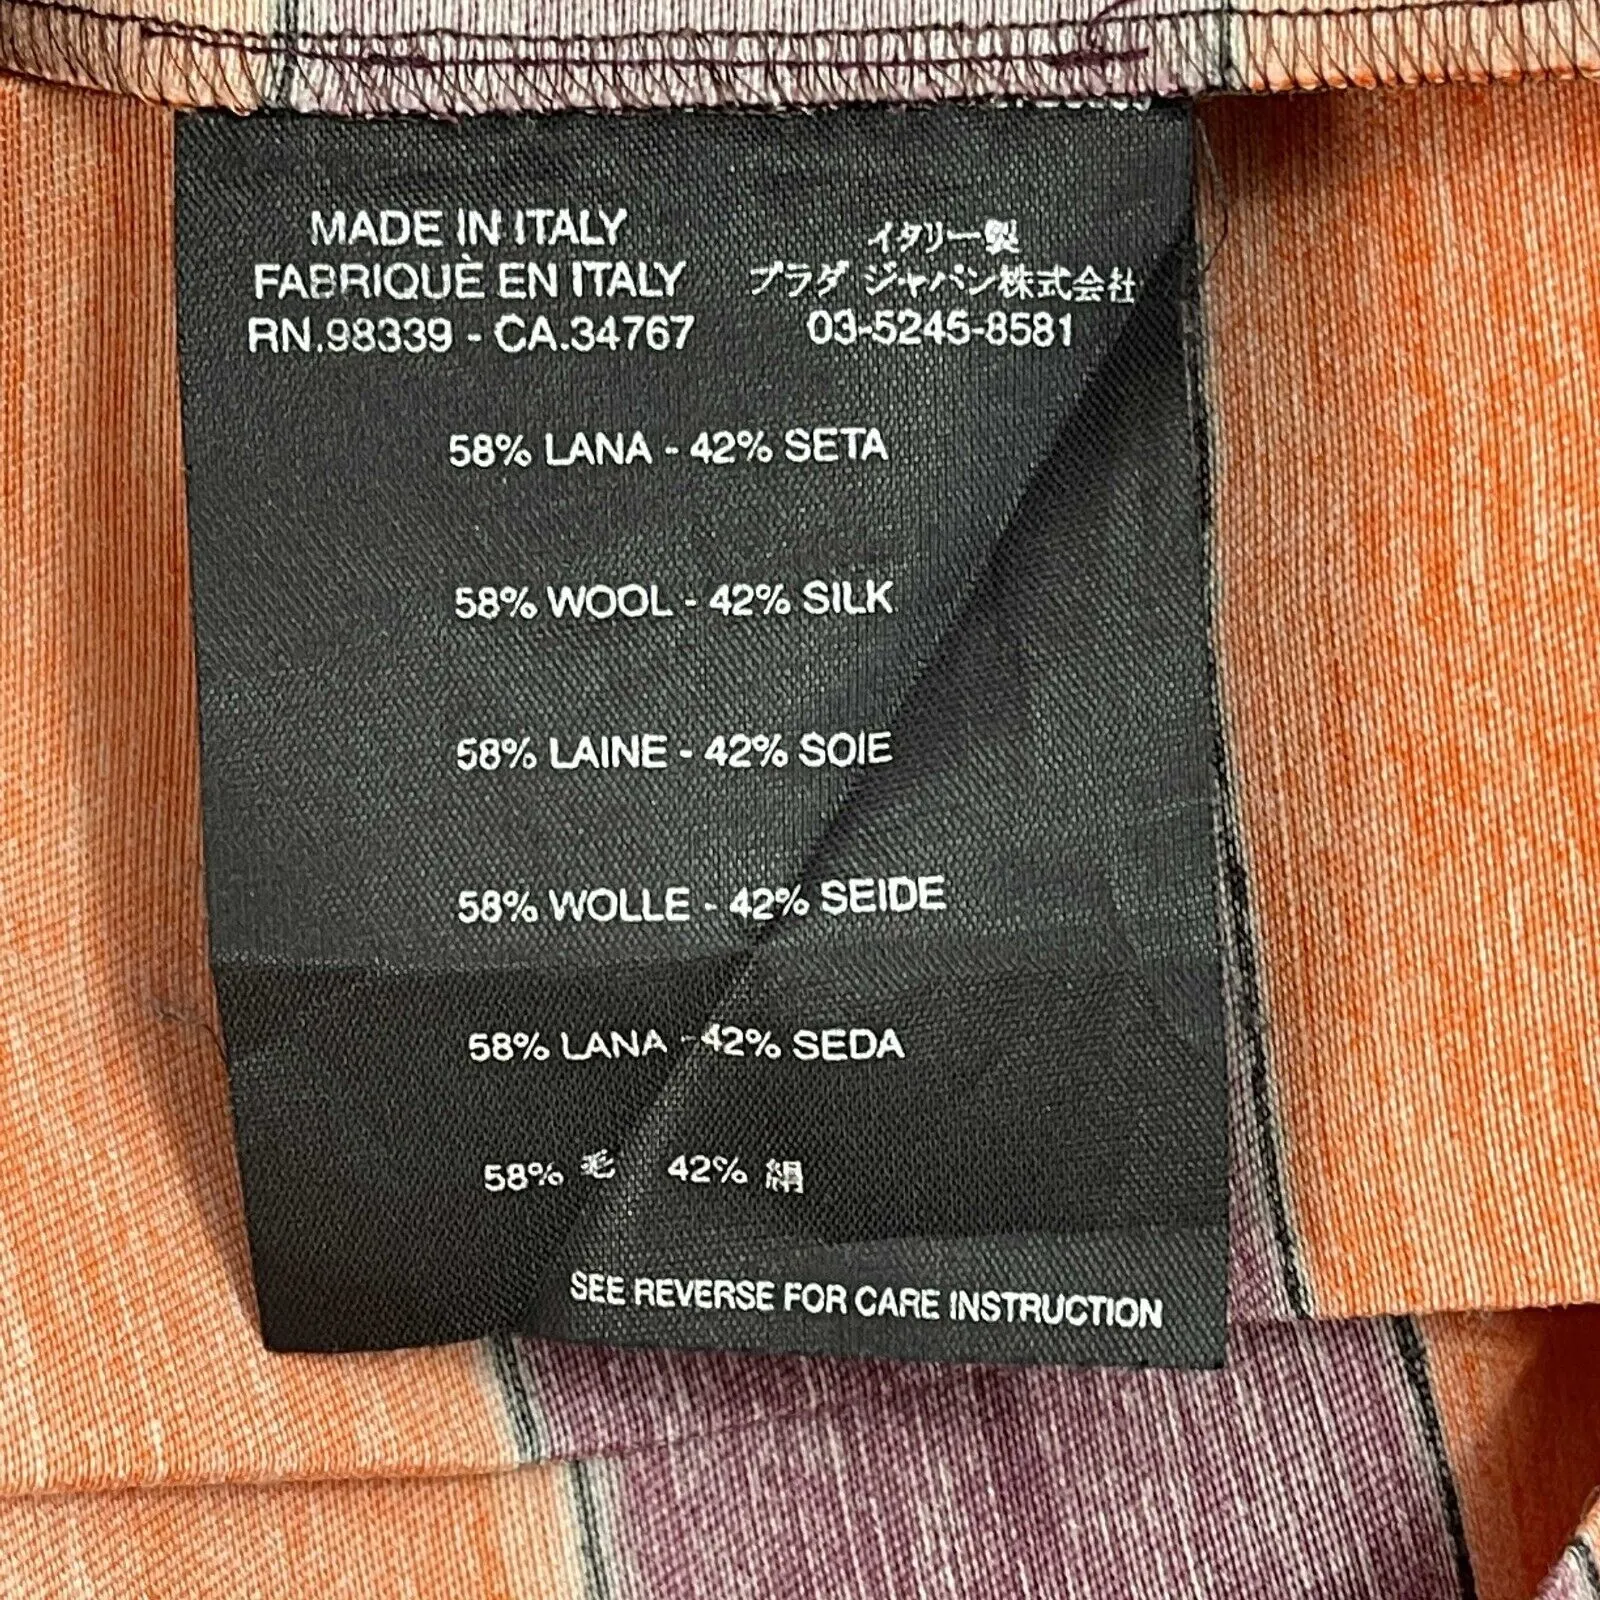 MADE IN ITALY
FABRIQUÈ EN ITALY
RN.98339 - CA.34767
イタリー製
プラダ ジャパン株式会社
03-5245-8581
58% LANA - 42% SETA
58% WOOL - 42% SILK
58% LAINE - 42% SOIE
58% WOLLE - 42% SEIDE
58% LANA - 42% SEDA
58% 毛 42% 絹
SEE REVERSE FOR CARE INSTRUCTION